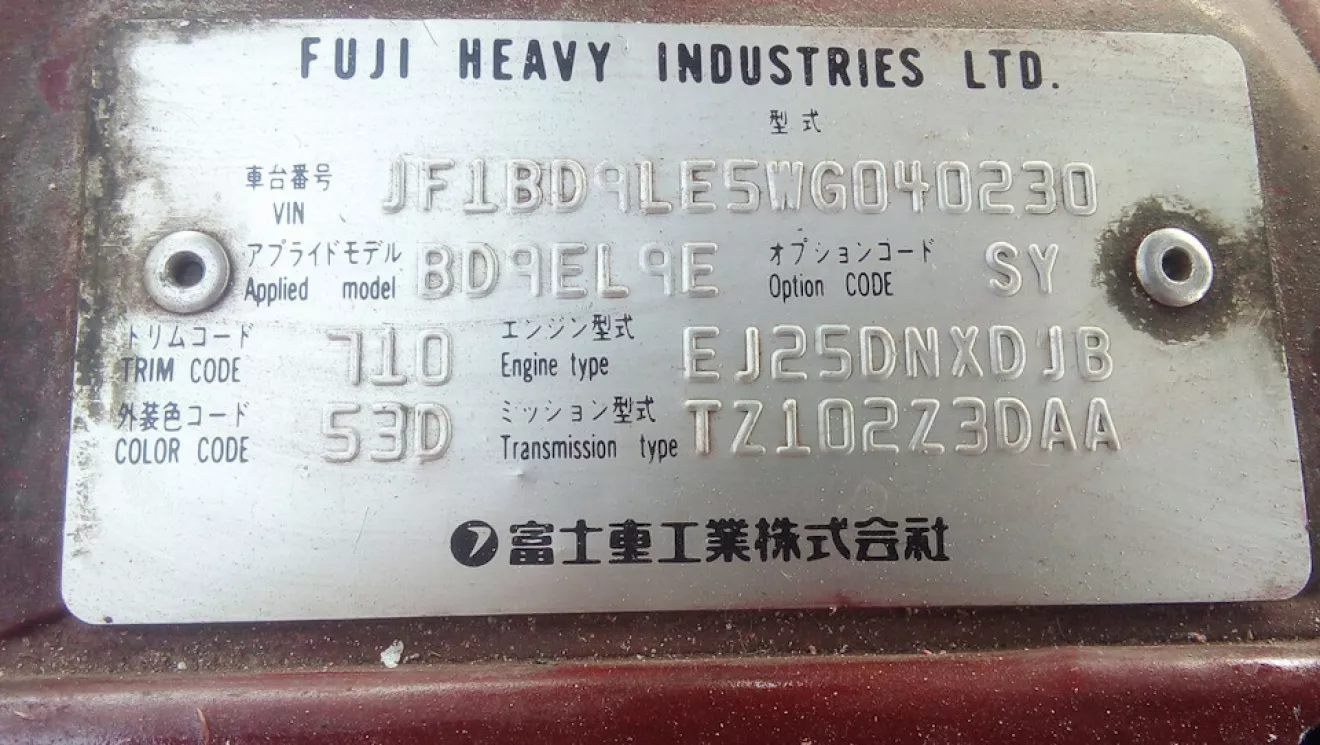 FUJI HEAVY INDUSTRIES LTD.
型式
車台番号 JF1BD9LE5WG040230
VIN
アプライドモデル BD9EL9E オプションコード SY
Applied model Option CODE
トリムコード 710 エンジン型式 EJ25DNXDJB
TRIM CODE Engine type
外装色コード 53D ミッション型式 TZ102Z3DAA
COLOR CODE Transmission type
富士重工業株式会社